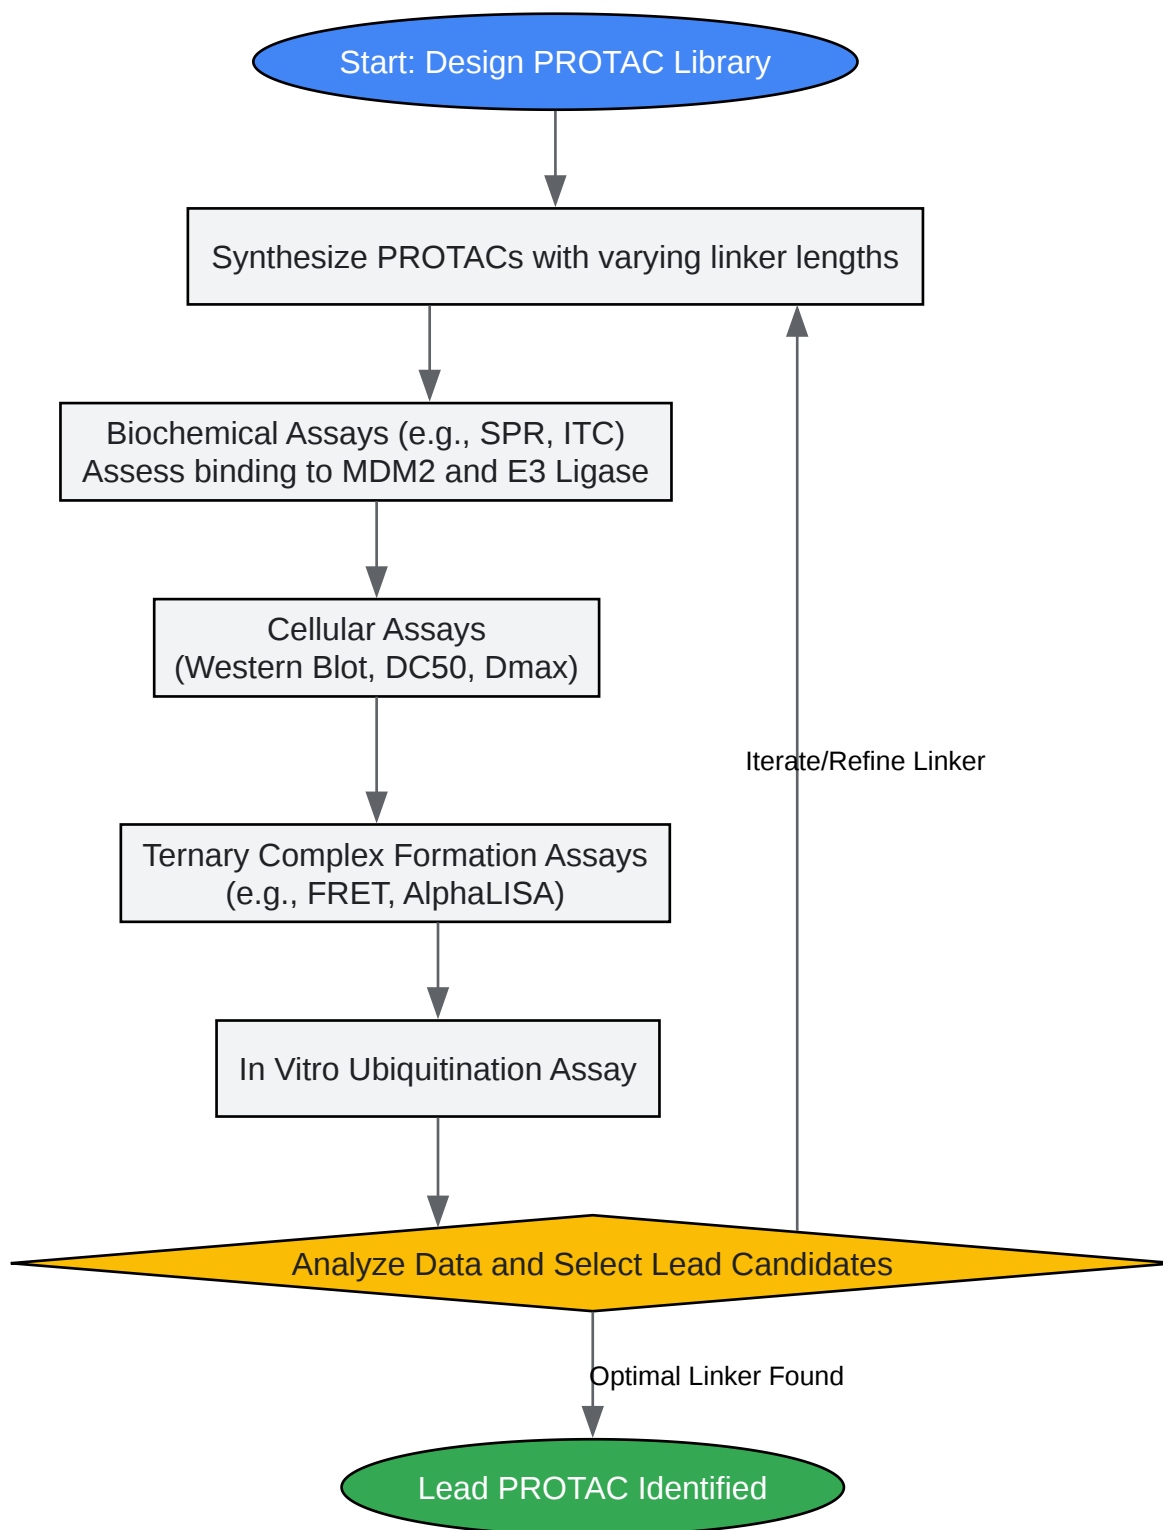 Start: Design PROTAC Library
Synthesize PROTACs with varying linker lengths
Biochemical Assays (e.g., SPR, ITC)
Assess binding to MDM2 and E3 Ligase
Cellular Assays
(Western Blot, DC50, Dmax)
Iterate/Refine Linker
Ternary Complex Formation Assays
(e.g., FRET, AlphaLISA)
In Vitro Ubiquitination Assay
Analyze Data and Select Lead Candidates
Optimal Linker Found
Lead PROTAC Identified